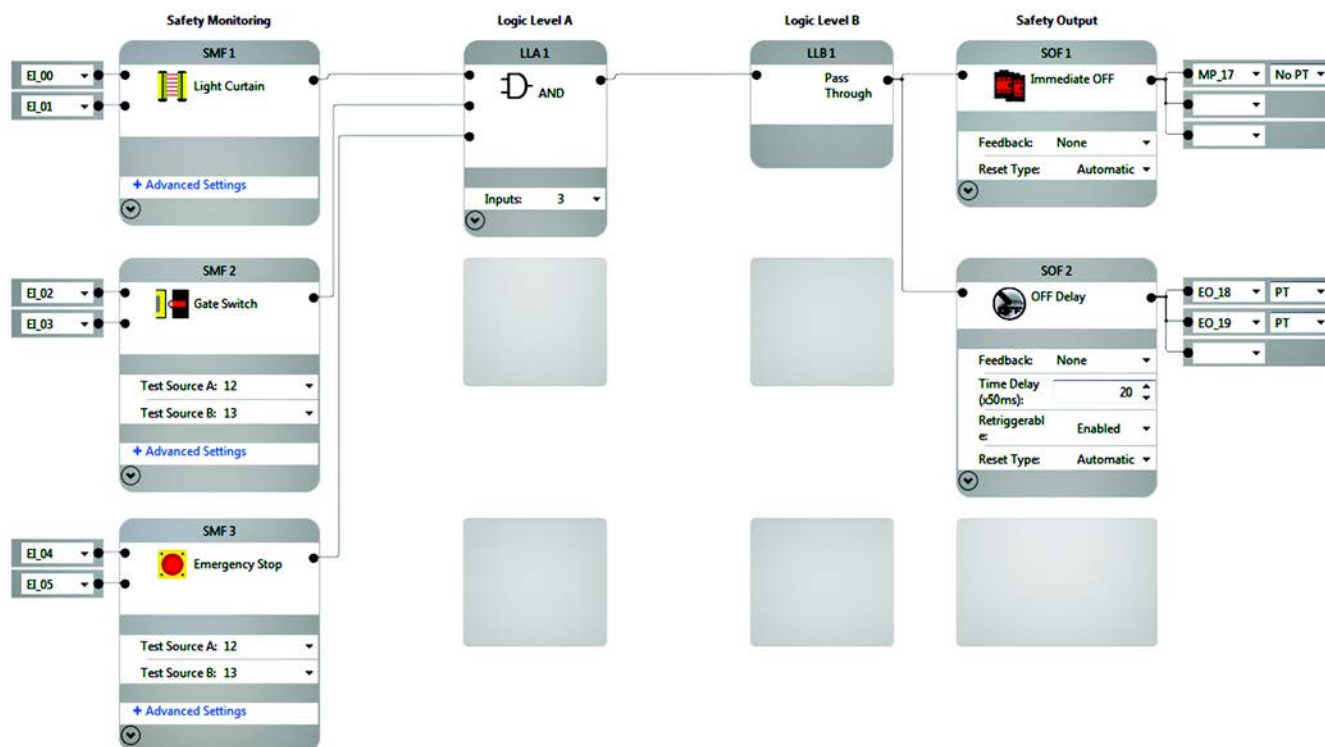 Safety Monitoring
Logic Level A
Logic Level B
Safety Output
SMF 1
EI_00
EI_01
Light Curtain
+ Advanced Settings
SMF 2
EI_02
EI_03
Gate Switch
Test Source A: 12
Test Source B: 13
+ Advanced Settings
SMF 3
EI_04
EI_05
Emergency Stop
Test Source A: 12
Test Source B: 13
+ Advanced Settings
LLA 1
AND
Inputs: 3
LLB 1
Pass
Through
SOF 1
Immediate OFF
MP_17 No PT
Feedback: None
Reset Type: Automatic
SOF 2
OFF Delay
OFF
EO_18 PT
EO_19 PT
Feedback: None
Time Delay
(x50ms): 20
Retriggerabl
e: Enabled
Reset Type: Automatic